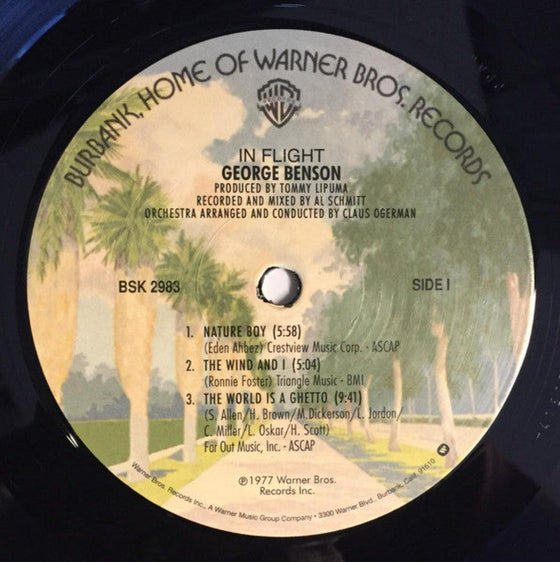 BURBANK, HOME OF WARNER BROS. RECORDS
IN FLIGHT
GEORGE BENSON
PRODUCED BY TOMMY LIPUMA
RECORDED AND MIXED BY AL SCHMITT
ORCHESTRA ARRANGED AND CONDUCTED BY CLAUS OGERMAN
BSK 2983
SIDE I
1. NATURE BOY (5:58)
(Eden Ahbez) Crestview Music Corp. - ASCAP
2. THE WIND AND I (5:04)
(Ronnie Foster) Triangle Music - BMI
3. THE WORLD IS A GHETTO (9:41)
(S. Allen/H. Brown/M.Dickerson/L. Jordon/
C. Miller/L. Oskar/H. Scott)
Far Out Music, Inc. - ASCAP
℗1977 Warner Bros.
Records Inc.
Warner Bros. Records Inc., A Warner Music Group Company • 3300 Warner Blvd., Burbank, Calif. 91510